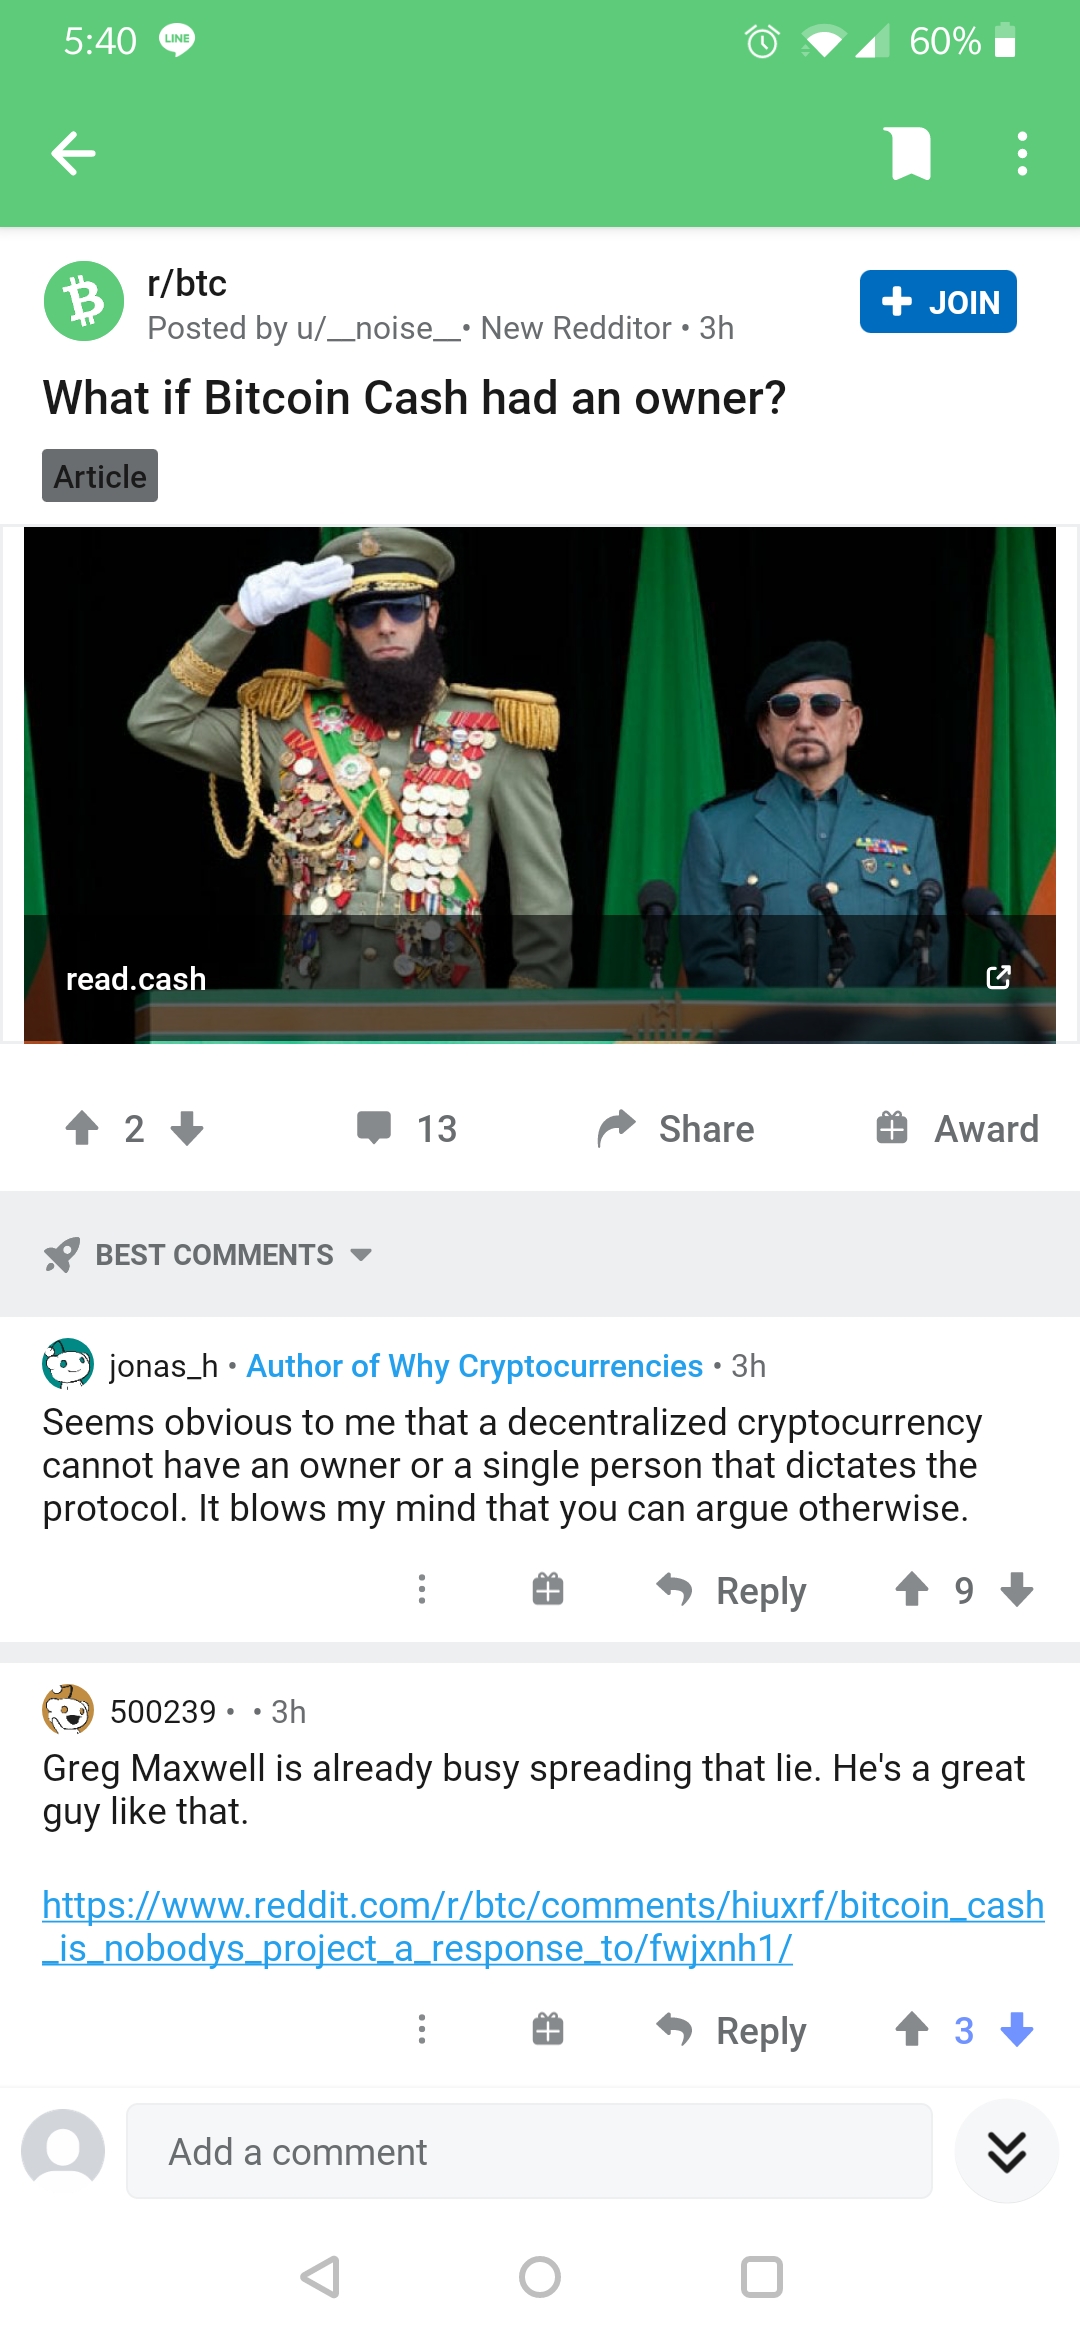 5:40 LINE 60%
r/btc
Posted by u/__noise__ • New Redditor • 3h
JOIN
What if Bitcoin Cash had an owner?
Article
read.cash
2 13 Share Award
BEST COMMENTS
jonas_h • Author of Why Cryptocurrencies • 3h
Seems obvious to me that a decentralized cryptocurrency
cannot have an owner or a single person that dictates the
protocol. It blows my mind that you can argue otherwise.
Reply 9
500239 • • 3h
Greg Maxwell is already busy spreading that lie. He's a great
guy like that.
https://www.reddit.com/r/btc/comments/hiuxrf/bitcoin_cash
_is_nobodys_project_a_response_to/fwjxnh1/
Reply 3
Add a comment